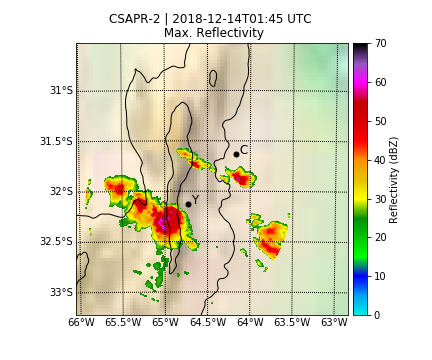 CSAPR-2 | 2018-12-14T01:45 UTC
Max. Reflectivity
70
60
50
40
30
20
10
0
Reflectivity (dBZ)
31°S
31.5°S
32°S
32.5°S
33°S
C
Y
66°W 65.5°W 65°W 64.5°W 64°W 63.5°W 63°W